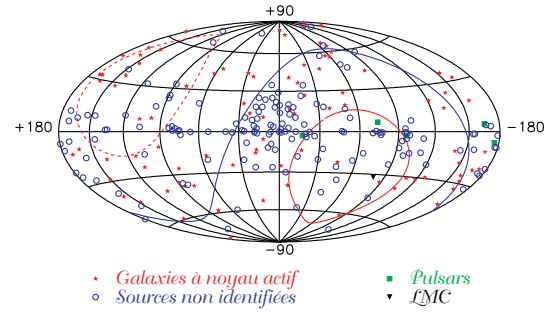 +90
+180
−180
−90
Galaxies à noyau actif
Pulsars
Sources non identifiées
LMC